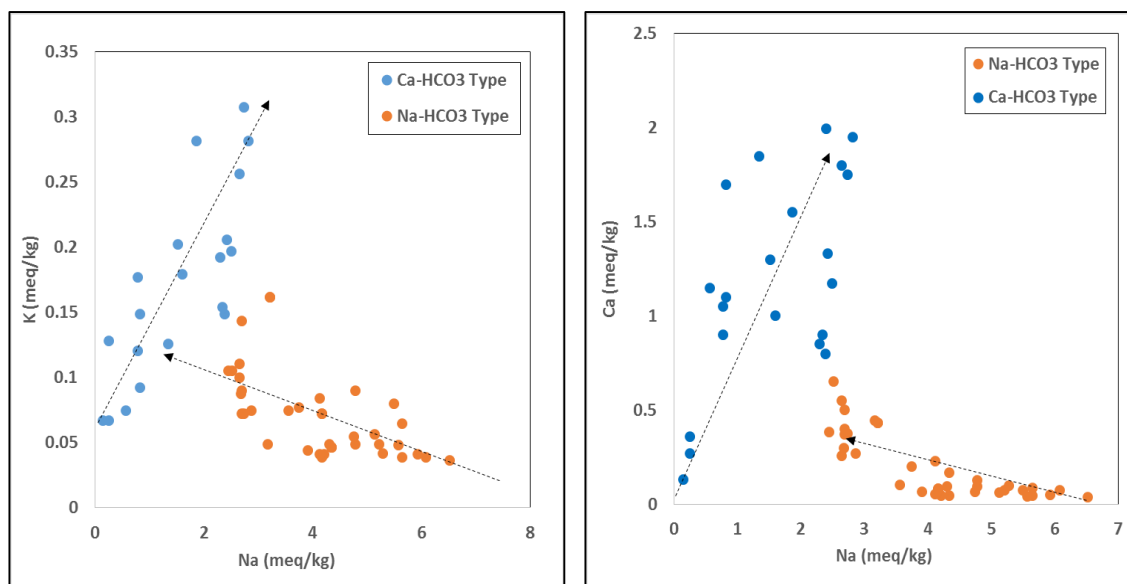 0.35
0.3
0.25
0.2
0.15
0.1
0.05
0
K (meq/kg)
Ca-HCO3 Type
Na-HCO3 Type
0 2 4 6 8
Na (meq/kg)
2.5
2
1.5
1
0.5
0
Ca (meq/kg)
Na-HCO3 Type
Ca-HCO3 Type
0 1 2 3 4 5 6 7
Na (meq/kg)